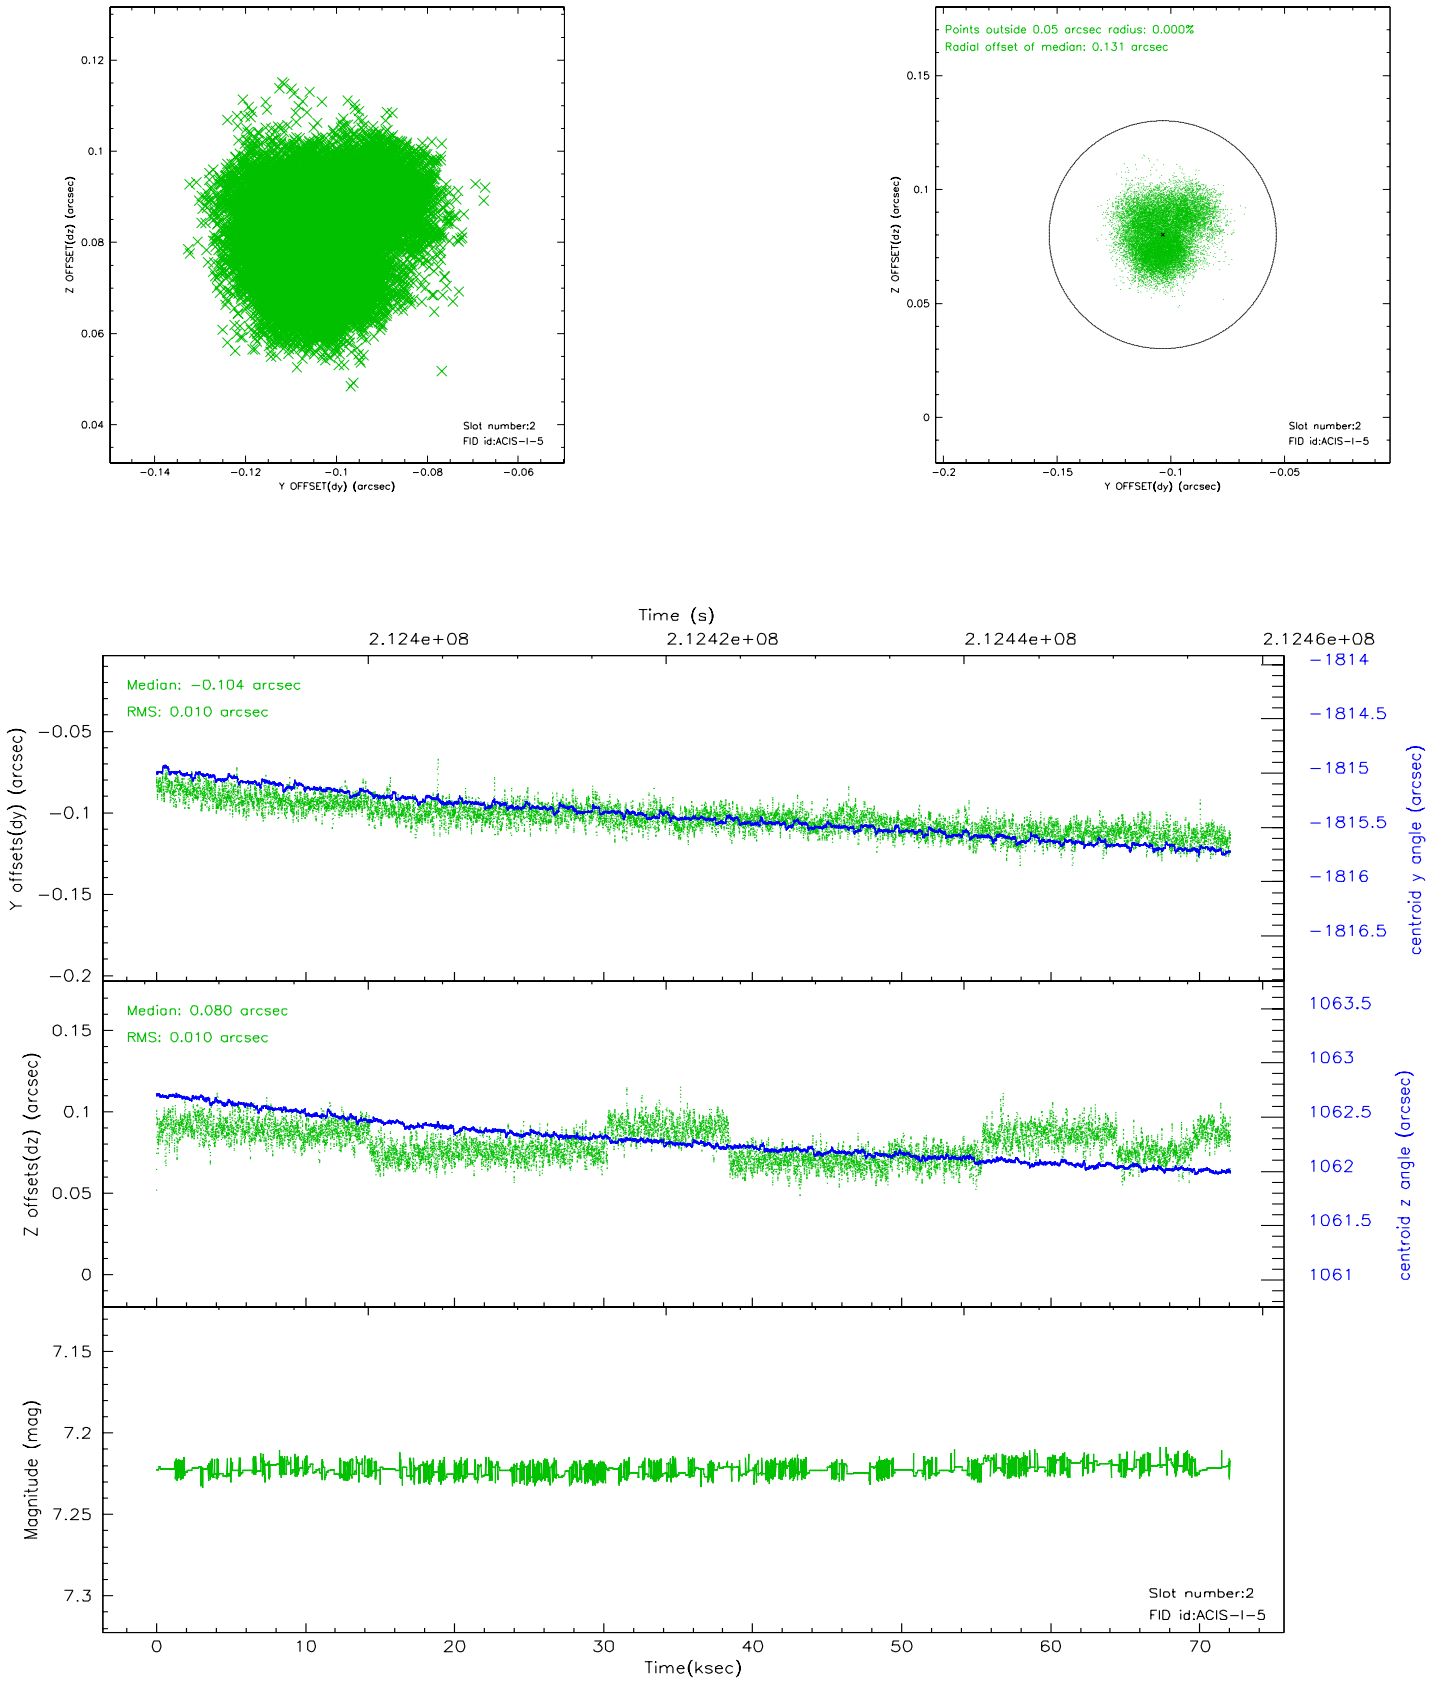 0.12
0.1
0.08
0.06
0.04
Z OFFSET(dz) (arcsec)
Slot number:2
FID id:ACIS-I-5
-0.14
-0.12
-0.1
-0.08
-0.06
Y OFFSET(dy) (arcsec)
Points outside 0.05 arcsec radius: 0.000%
Radial offset of median: 0.131 arcsec
0.15
0.1
0.05
0
Z OFFSET(dz) (arcsec)
Slot number:2
FID id:ACIS-I-5
-0.2
-0.15
-0.1
-0.05
Y OFFSET(dy) (arcsec)
Time (s)
2.124e+08
2.1242e+08
2.1244e+08
2.1246e+08
Median: -0.104 arcsec
RMS: 0.010 arcsec
-0.05
-0.1
-0.15
-0.2
Y offsets(dy) (arcsec)
-1814
-1814.5
-1815
-1815.5
-1816
-1816.5
centroid y angle (arcsec)
Median: 0.080 arcsec
RMS: 0.010 arcsec
0.15
0.1
0.05
0
Z offsets(dz) (arcsec)
1063.5
1063
1062.5
1062
1061.5
1061
centroid z angle (arcsec)
7.15
7.2
7.25
7.3
Magnitude (mag)
Slot number:2
FID id:ACIS-I-5
0
10
20
30
40
50
60
70
Time(ksec)